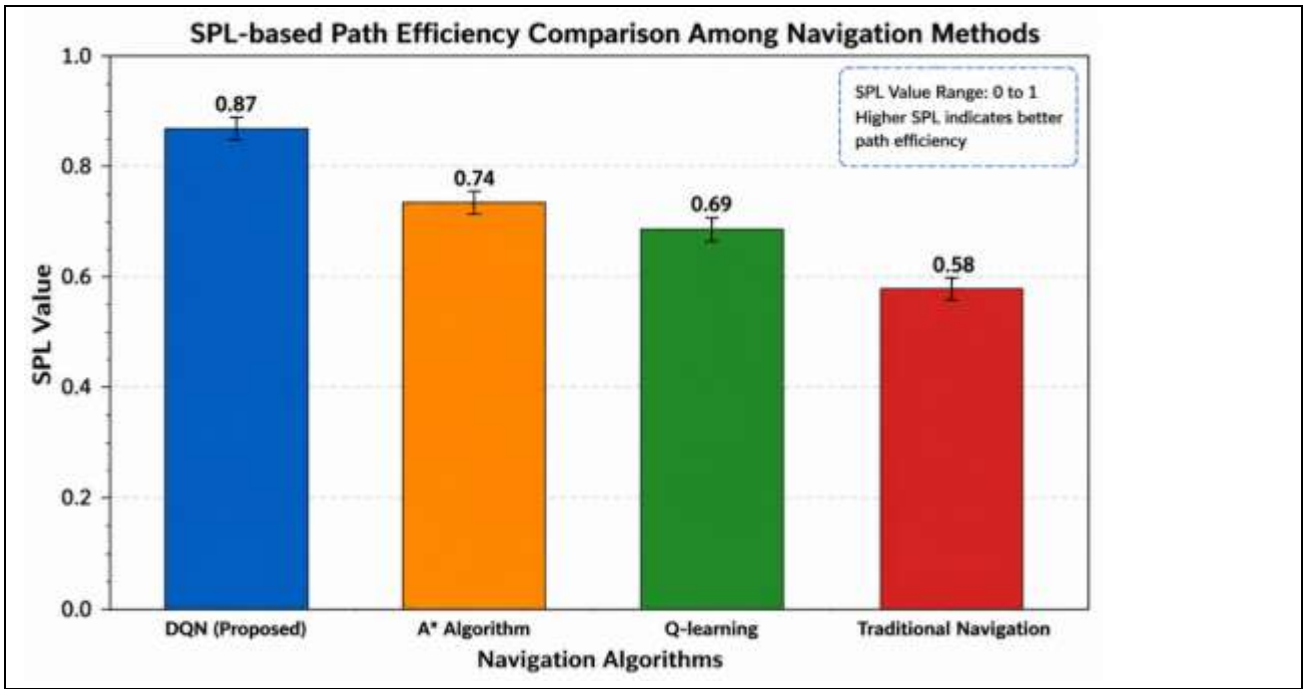 SPL-based Path Efficiency Comparison Among Navigation Methods
1.0
0.8
0.6
0.4
0.2
0.0
SPL Value
SPL Value Range: 0 to 1
Higher SPL indicates better
path efficiency
0.87
0.74
0.69
0.58
DQN (Proposed)
A* Algorithm
Q-learning
Traditional Navigation
Navigation Algorithms